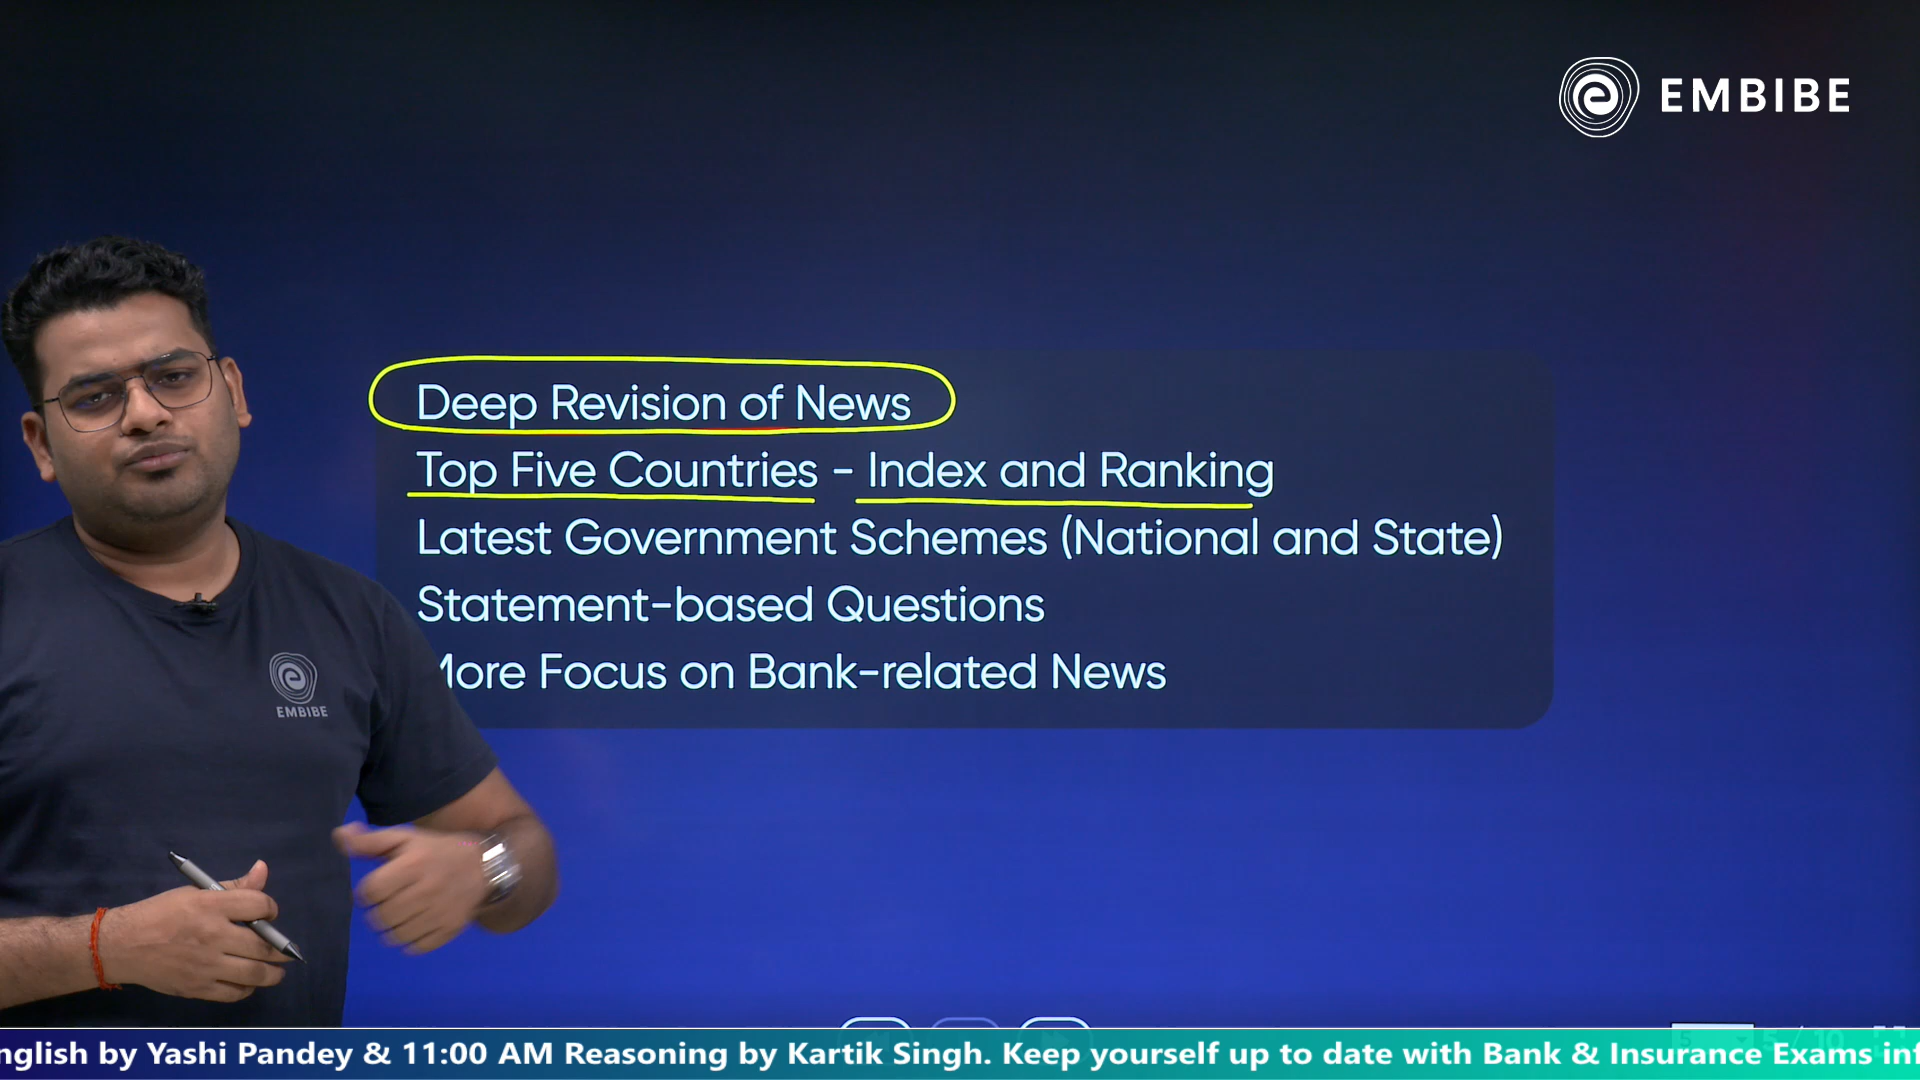 EMBIBE
Deep Revision of News
Top Five Countries - Index and Ranking
Latest Government Schemes (National and State)
Statement-based Questions
More Focus on Bank-related News
EMBIBE
nglish by Yashi Pandey & 11:00 AM Reasoning by Kartik Singh. Keep yourself up to date with Bank & Insurance Exams inf